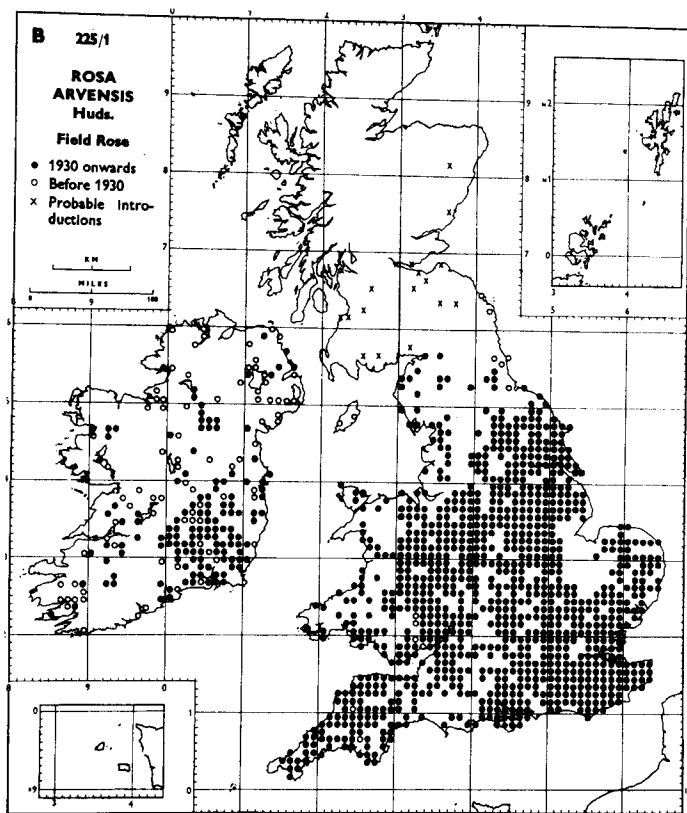 B 225/1
ROSA
ARVENSIS
Huds.
Field Rose
● 1930 onwards
○ Before 1930
x Probable Intro-
ductions
KM
MILES
0 9 100